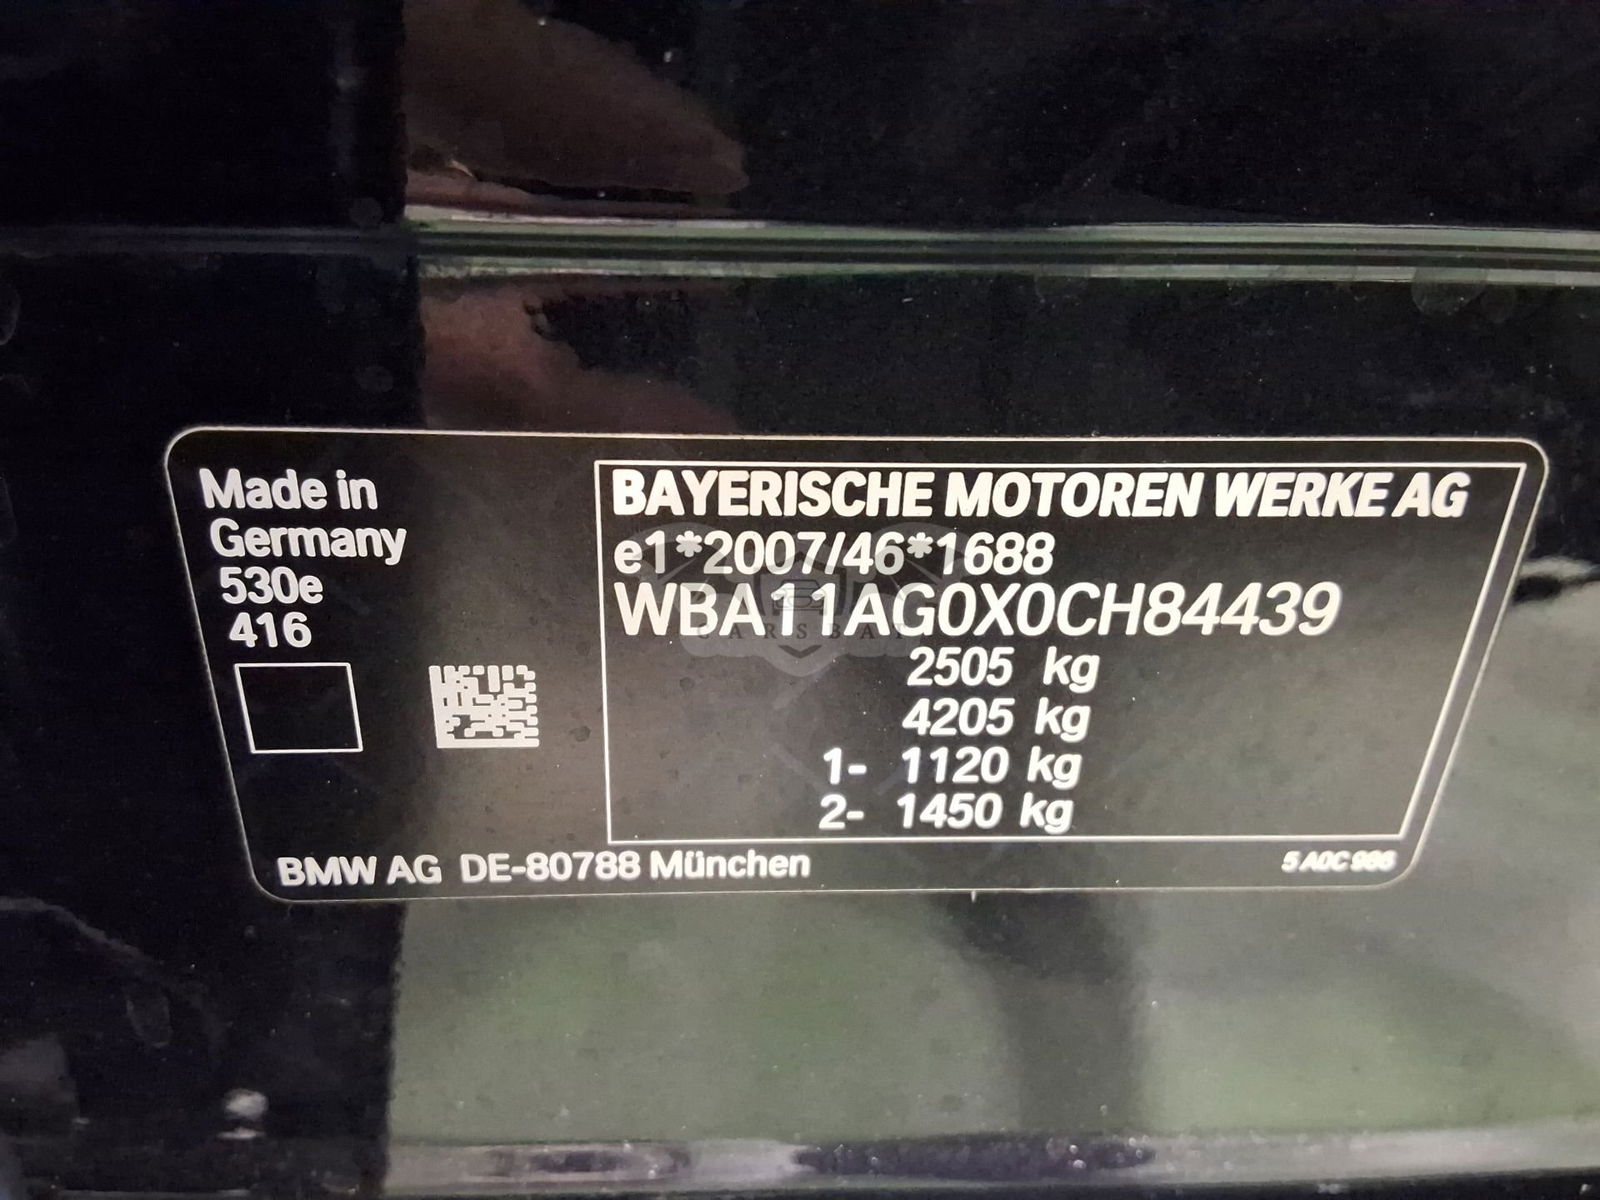 Made in
Germany
530e
416
BAYERISCHE MOTOREN WERKE AG
e1*2007/46*1688
WBA11AG0X0CH84439
2505 kg
4205 kg
1- 1120 kg
2- 1450 kg
CARSBAT
BMW AG DE-80788 München
5 A0C 986